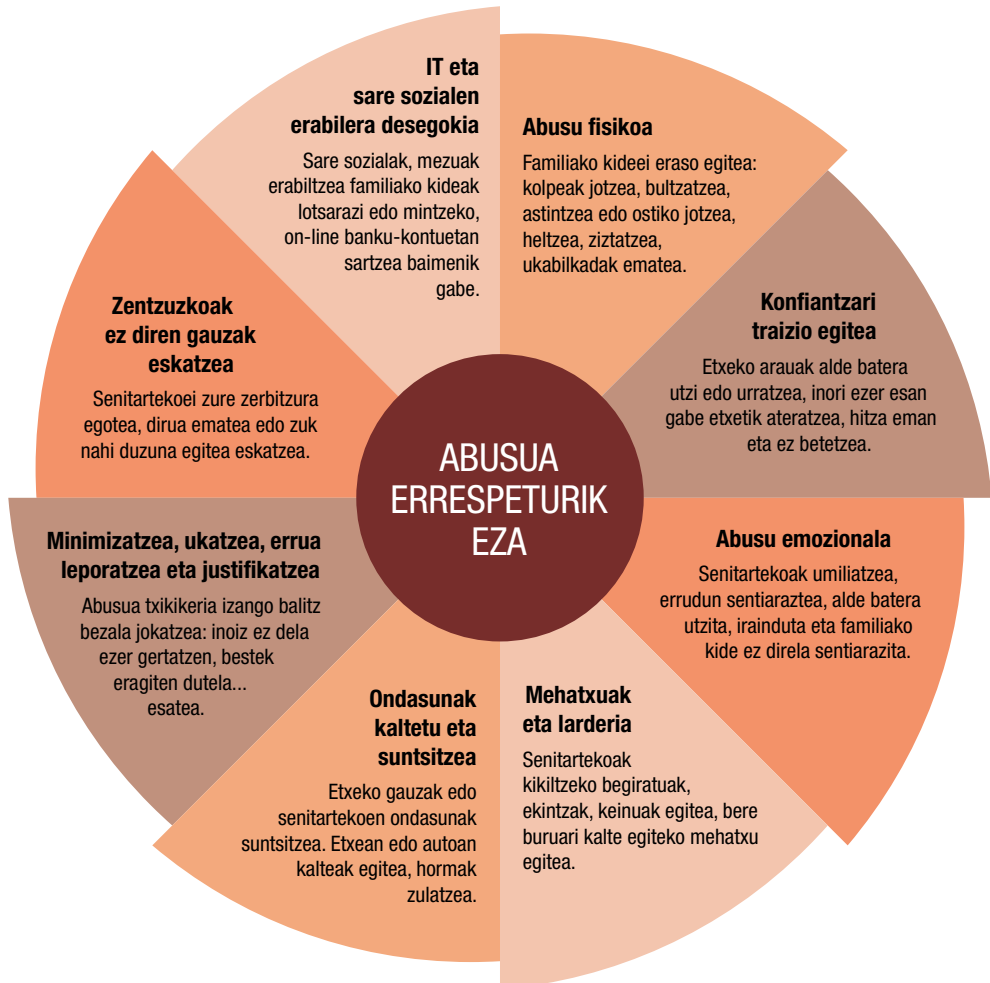 IT eta
sare sozialen
erabilera desegokia
Sare sozialak, mezuak
erabiltzea familiako kideak
lotsarazi edo mintzeko,
on-line banku-kontuetan
sartzea baimenik
gabe.
Abusu fisikoa
Familiako kideei eraso egitea:
kolpeak jotzea, bultzatzea,
astintzea edo ostiko jotzea,
heltzea, ziztatzea,
ukabilkadak ematea.
Konfiantzari
traizio egitea
Etxeko arauak alde batera
utzi edo urratzea, inori ezer esan
gabe etxetik ateratzea, hitza eman
eta ez betetzea.
Abusu emozionala
Senitartekoak umiliatzea,
errudun sentiaraztea, alde batera
utzita, irainduta eta familiako
kide ez direla sentiarazita.
Mehatxuak
eta larderia
Senitartekoak
kikiltzeko begiratuak,
ekintzak, keinuak egitea, bere
buruari kalte egiteko mehatxu
egitea.
Ondasunak
kaltetu eta
suntsitzea
Etxeko gauzak edo
senitartekoen ondasunak
suntsitzea. Etxean edo autoan
kalteak egitea, hormak
zulatzea.
Minimizatzea, ukatzea, errua
leporatzea eta justifikatzea
Abusua txikikeria izango balitz
bezala jokatzea: inoiz ez dela
ezer gertatzen, bestek
eragiten dutela...
esatea.
Zentzuzkoak
ez diren gauzak
eskatzea
Senitartekoei zure zerbitzura
egotea, dirua ematea edo zuk
nahi duzuna egitea eskatzea.
ABUSUA
ERRESPETURIK
EZA